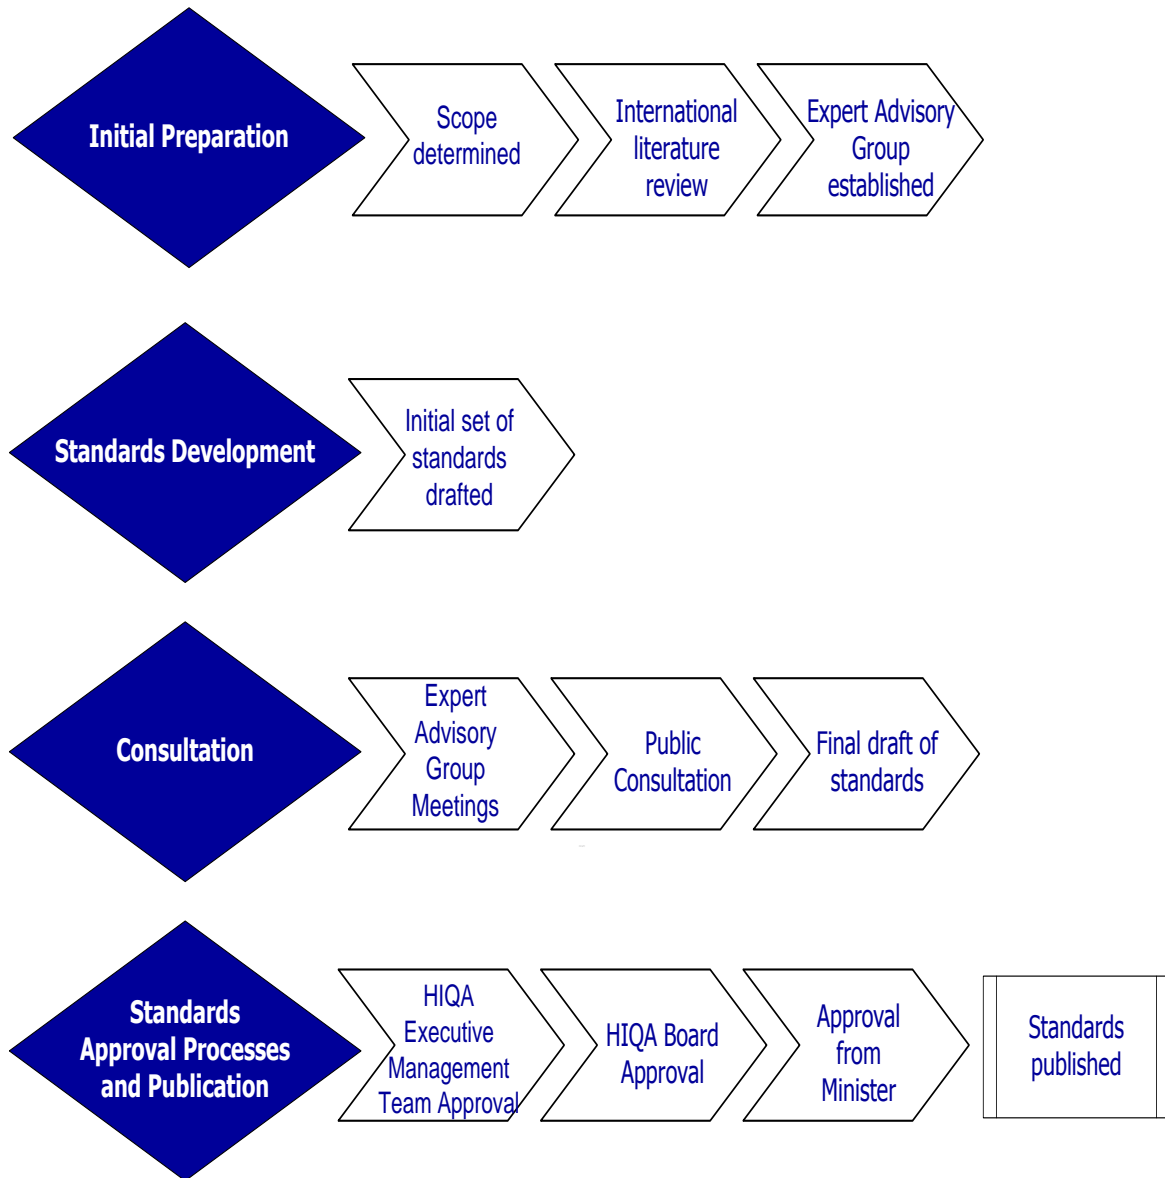 Initial Preparation
Scope
determined
International
literature
review
Expert Advisory
Group
established
Standards Development
Initial set of
standards
drafted
Consultation
Expert
Advisory
Group
Meetings
Public
Consultation
Final draft of
standards
Standards
Approval Processes
and Publication
HIQA
Executive
Management
Team Approval
HIQA Board
Approval
Approval
from
Minister
Standards
published